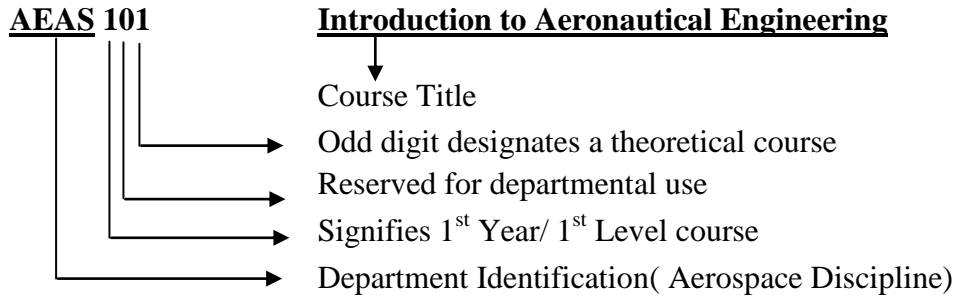 AEAS 101 Introduction to Aeronautical Engineering
Course Title
Odd digit designates a theoretical course
Reserved for departmental use
Signifies 1st Year/ 1st Level course
Department Identification( Aerospace Discipline)